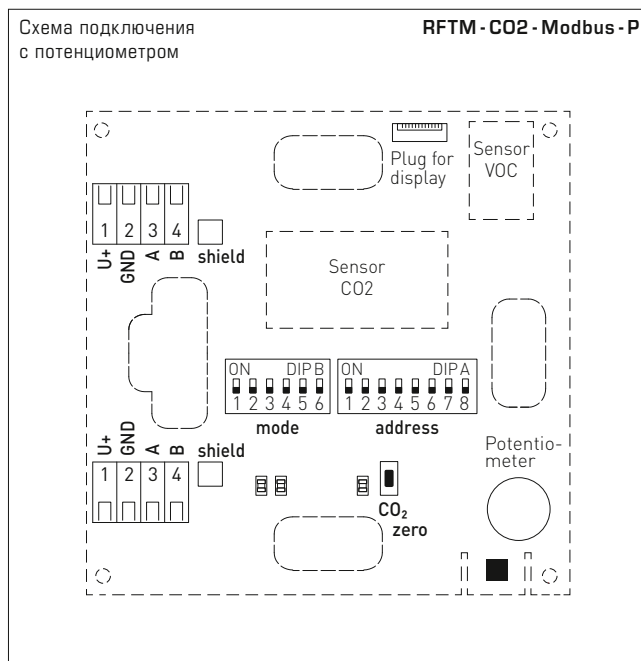 Схема подключения
с потенциометром
RFTM - CO2 - Modbus - P
Plug for
display
Sensor
VOC
1 2 3 4
U+ GND A B shield
Sensor
CO2
ON DIP B
1 2 3 4 5 6
mode
ON DIP A
1 2 3 4 5 6 7 8
address
U+ GND A B shield
1 2 3 4
Potentio-
meter
CO₂
zero